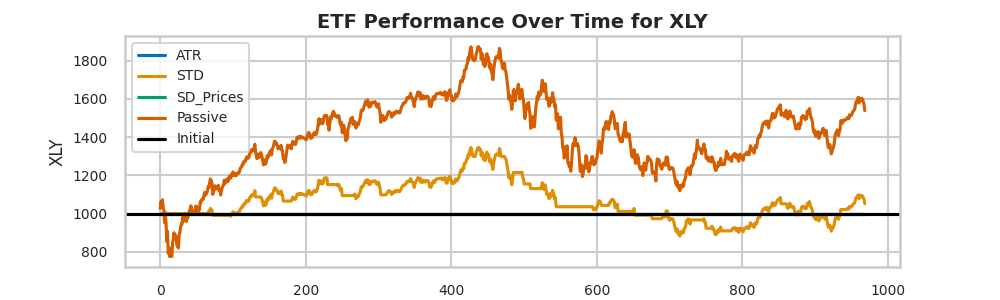 ETF Performance Over Time for XLY
XLY
1800
1600
1400
1200
1000
800
ATR
STD
SD_Prices
Passive
Initial
0
200
400
600
800
1000